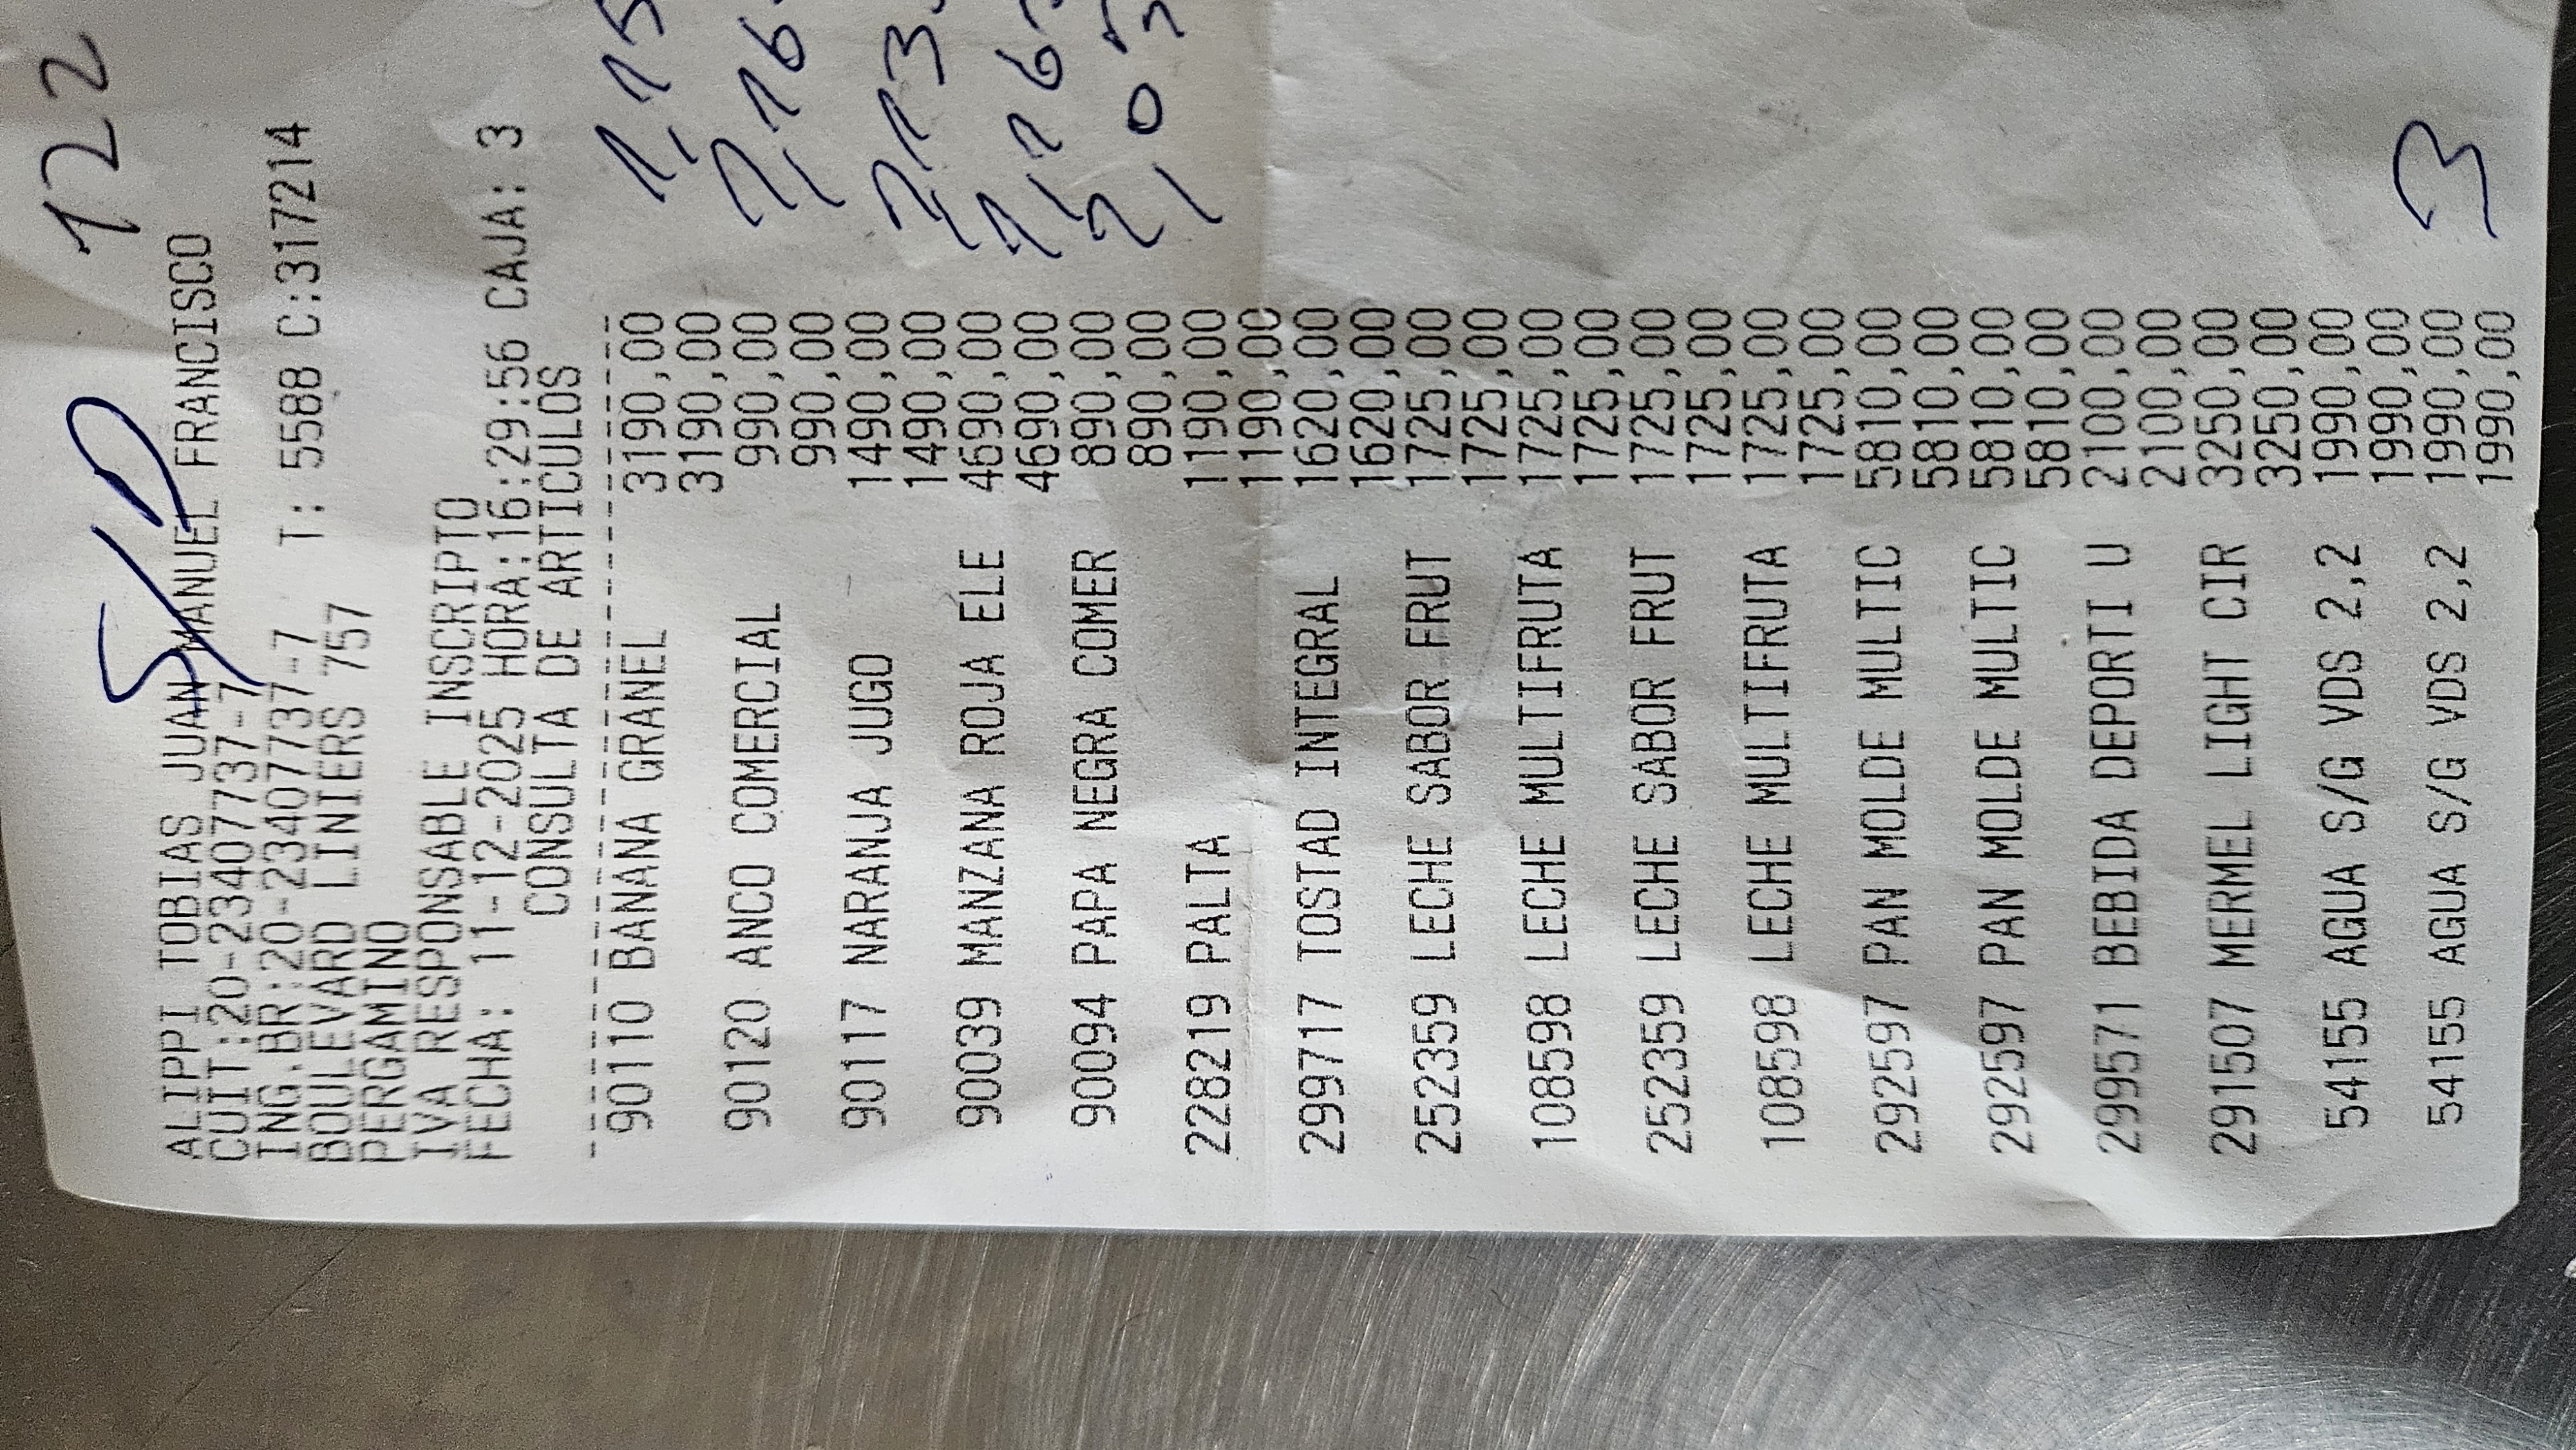 122
S/D
ALIPPI TOBIAS JUAN MANUEL FRANCISCO
CUIT:20-23407737-7
ING.BR:20-23407737-7 T: 5588 C:317214
BOULEVARD LINIERS 757
PERGAMINO
IVA RESPONSABLE INSCRIPTO
FECHA: 11-12-2025 HORA:16:29:56 CAJA: 3
CONSULTA DE ARTICULOS
90110 BANANA GRANEL 3190,00
3190,00
90120 ANCO COMERCIAL 990,00
990,00
90117 NARANJA JUGO 1490,00
1490,00
90039 MANZANA ROJA ELE 4690,00
4690,00
90094 PAPA NEGRA COMER 890,00
890,00
228219 PALTA 1190,00
1190,00
299717 TOSTAD INTEGRAL 1620,00
1620,00
252359 LECHE SABOR FRUT 1725,00
1725,00
108598 LECHE MULTIFRUTA 1725,00
1725,00
252359 LECHE SABOR FRUT 1725,00
1725,00
108598 LECHE MULTIFRUTA 1725,00
1725,00
292597 PAN MOLDE MULTIC 5810,00
5810,00
292597 PAN MOLDE MULTIC 5810,00
5810,00
299571 BEBIDA DEPORTI U 2100,00
2100,00
291507 MERMEL LIGHT CIR 3250,00
3250,00
54155 AGUA S/G VDS 2,2 1990,00
1990,00
54155 AGUA S/G VDS 2,2 1990,00
1990,00
3